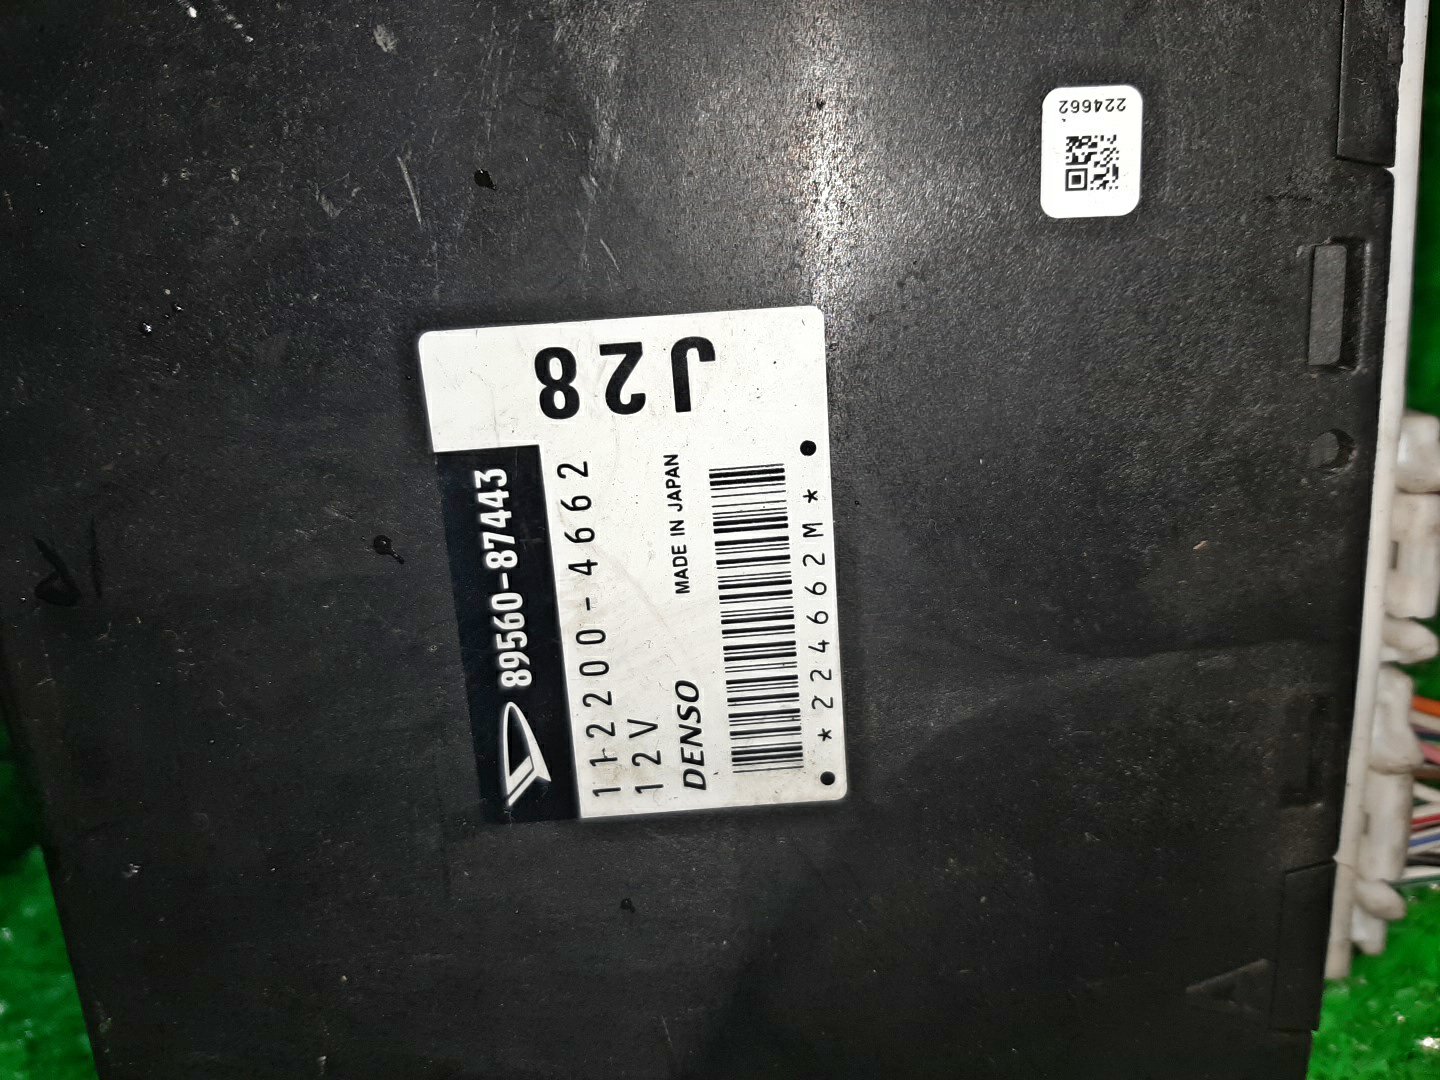 J28
89560-87443
112200-4662
12V
DENSO MADE IN JAPAN
*224662M*
224662